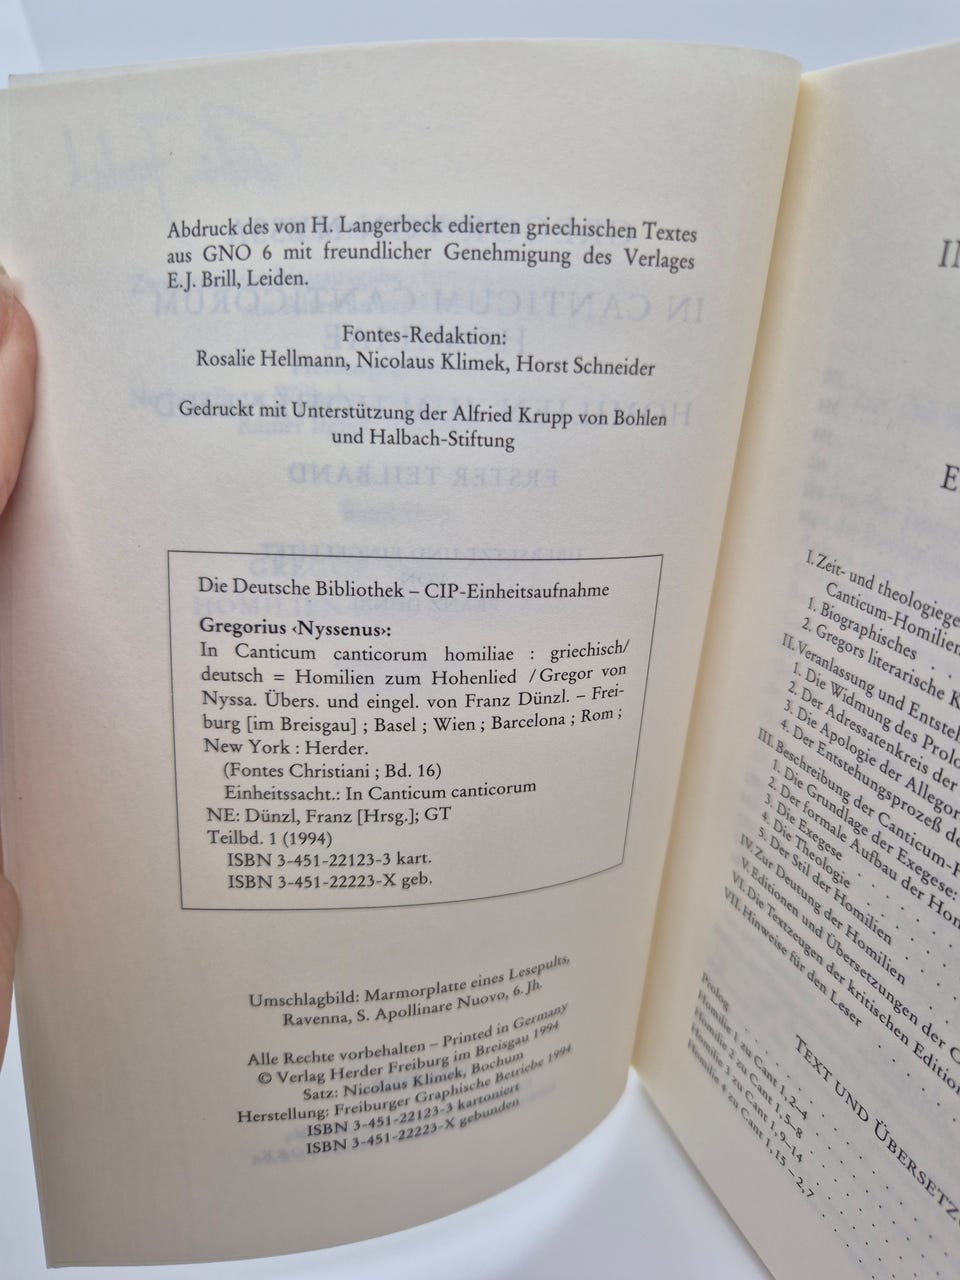 Abdruck des von H. Langerbeck edierten griechischen Textes
aus GNO 6 mit freundlicher Genehmigung des Verlages
E.J. Brill, Leiden.
Fontes-Redaktion:
Rosalie Hellmann, Nicolaus Klimek, Horst Schneider
Gedruckt mit Unterstützung der Alfried Krupp von Bohlen
und Halbach-Stiftung
Die Deutsche Bibliothek – CIP-Einheitsaufnahme
Gregorius ‹Nyssenus›:
In Canticum canticorum homiliae : griechisch/
deutsch = Homilien zum Hohenlied / Gregor von
Nyssa. Übers. und eingel. von Franz Dünzl. – Frei-
burg [im Breisgau] ; Basel ; Wien ; Barcelona ; Rom ;
New York : Herder.
(Fontes Christiani ; Bd. 16)
Einheitssacht.: In Canticum canticorum
NE: Dünzl, Franz [Hrsg.]; GT
Teilbd. 1 (1994)
ISBN 3-451-22123-3 kart.
ISBN 3-451-22223-X geb.
Umschlagbild: Marmorplatte eines Lesepults,
Ravenna, S. Apollinare Nuovo, 6. Jh.
Alle Rechte vorbehalten – Printed in Germany
© Verlag Herder Freiburg im Breisgau 1994
Satz: Nicolaus Klimek, Bochum
Herstellung: Freiburger Graphische Betriebe 1994
ISBN 3-451-22123-3 kartoniert
ISBN 3-451-22223-X gebunden
I. Zeit- und theologiege
Canticum-Homilien
1. Biographisches . .
2. Gregors literarische K
II. Veranlassung und Entsteh
1. Die Widmung des Prolo
2. Der Adressatenkreis der
3. Die Apologie der Allegor
4. Der Entstehungsprozeß de
III. Beschreibung der Canticum-H
1. Die Grundlage der Exegese:
2. Der formale Aufbau der Hom
3. Die Exegese
4. Die Theologie
5. Der Stil der Homilien
IV. Zur Deutung der Homilien
V. Editionen und Übersetzungen der C
VI. Die Textzeugen der kritischen Edition
VII. Hinweise für den Leser
TEXT UND ÜBERSETZU
Prolog
Homilie 1 zu Cant 1,2–4
Homilie 2 zu Cant 1,5–8
Homilie 3 zu Cant 1,9–14
Homilie 4 zu Cant 1,15 – 2,7